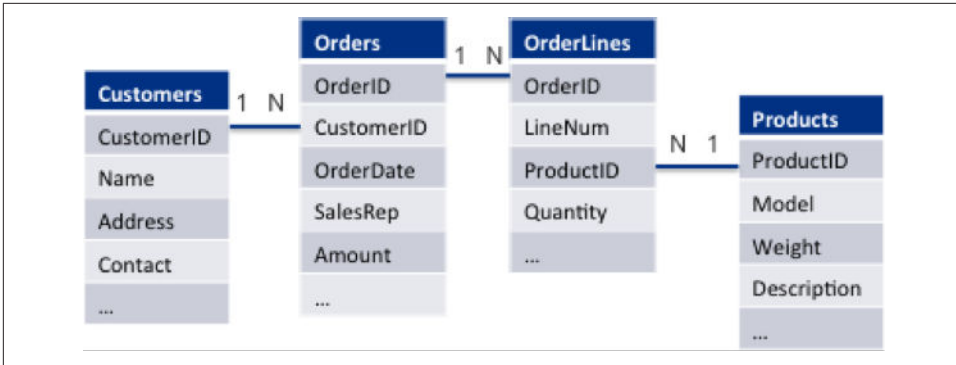 Customers
CustomerID
Name
Address
Contact
...
1 N
Orders
OrderID
CustomerID
OrderDate
SalesRep
Amount
...
1 N
OrderLines
OrderID
LineNum
ProductID
Quantity
...
N 1
Products
ProductID
Model
Weight
Description
...